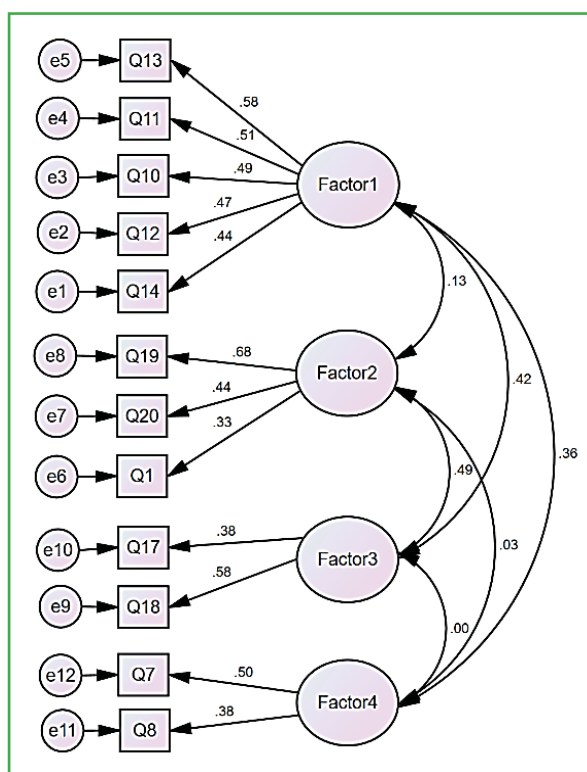 e5 Q13
.58
e4 Q11
.51
e3 Q10 .49
Factor1
e2 Q12 .47
.44
e1 Q14
.13
e8 Q19 .68
Factor2
.42
e7 Q20 .44
.33
.36
e6 Q1
.49
e10 Q17 .38
Factor3
.03
e9 Q18 .58
.00
e12 Q7 .50
Factor4
e11 Q8 .38